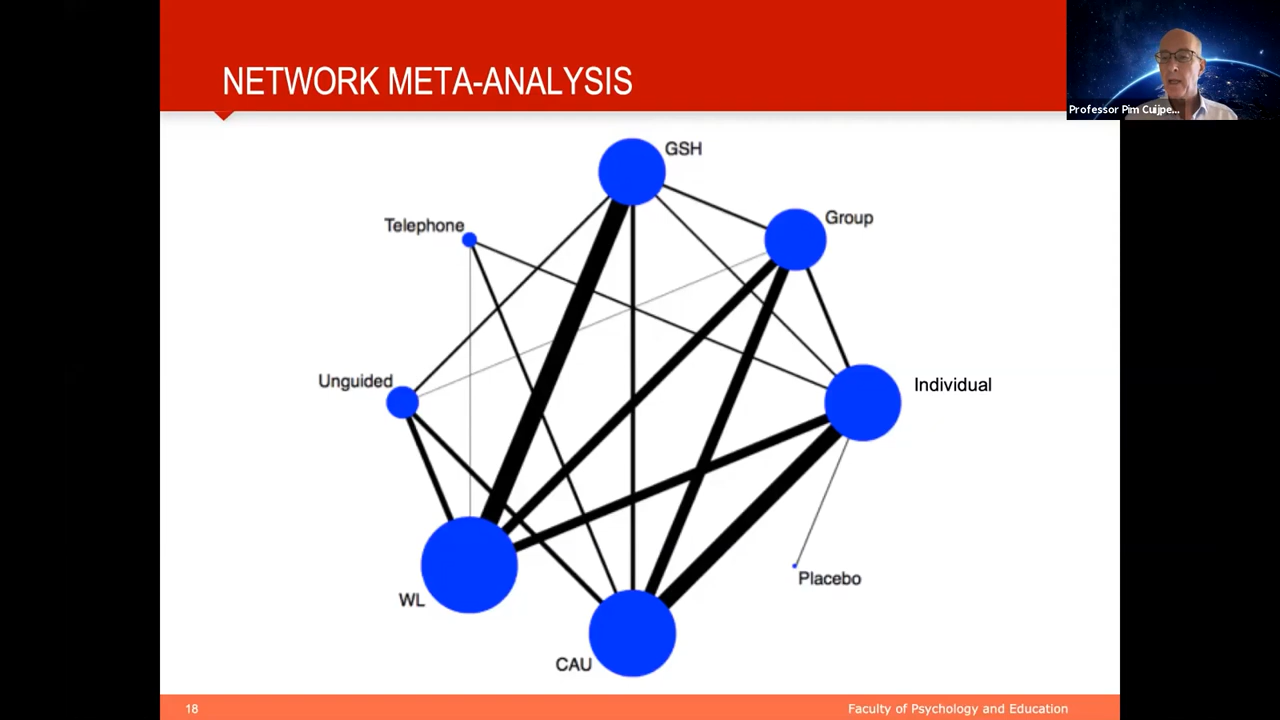 NETWORK META-ANALYSIS
Professor Pim Cuijpe...
GSH
Group
Telephone
Unguided
Individual
Placebo
WL
CAU
18
Faculty of Psychology and Education